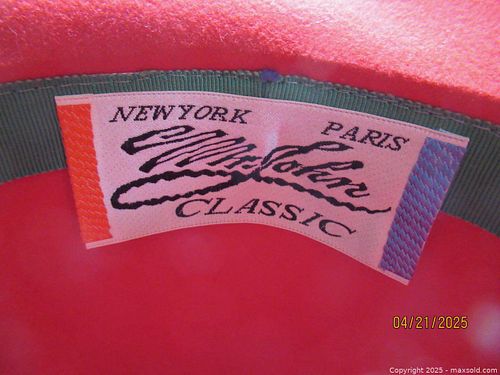 NEW YORK PARIS
Mr. John
CLASSIC
04/21/2025
Copyright 2025 - maxsold.com